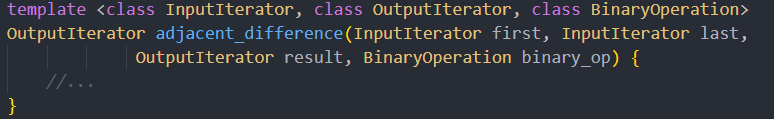 template <class InputIterator, class OutputIterator, class BinaryOperation>
OutputIterator adjacent_difference(InputIterator first, InputIterator last,
OutputIterator result, BinaryOperation binary_op) {
//...
}